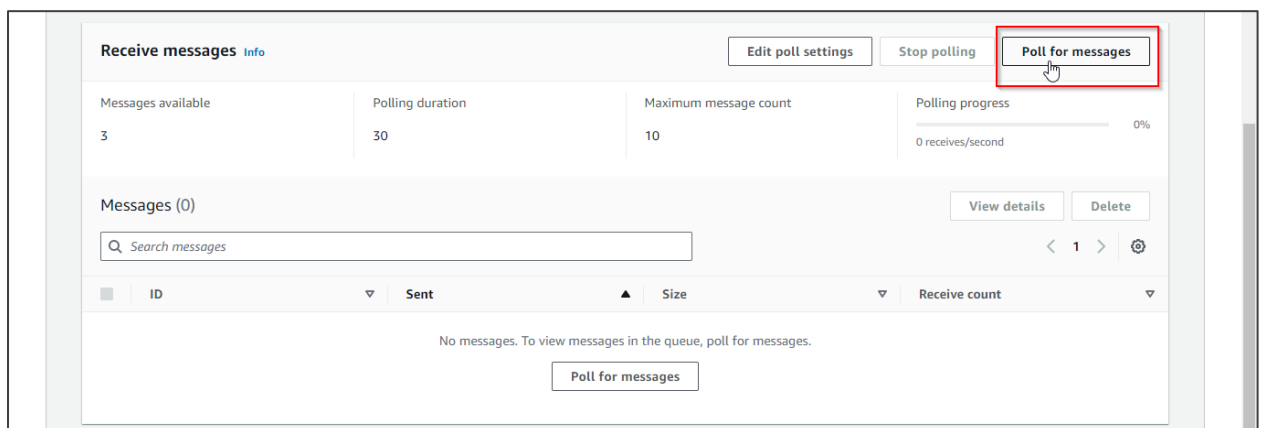 Receive messages Info
Edit poll settings
Stop polling
Poll for messages
Messages available
3
Polling duration
30
Maximum message count
10
Polling progress
0%
0 receives/second
Messages (0)
View details
Delete
Search messages
1
ID
Sent
Size
Receive count
No messages. To view messages in the queue, poll for messages.
Poll for messages